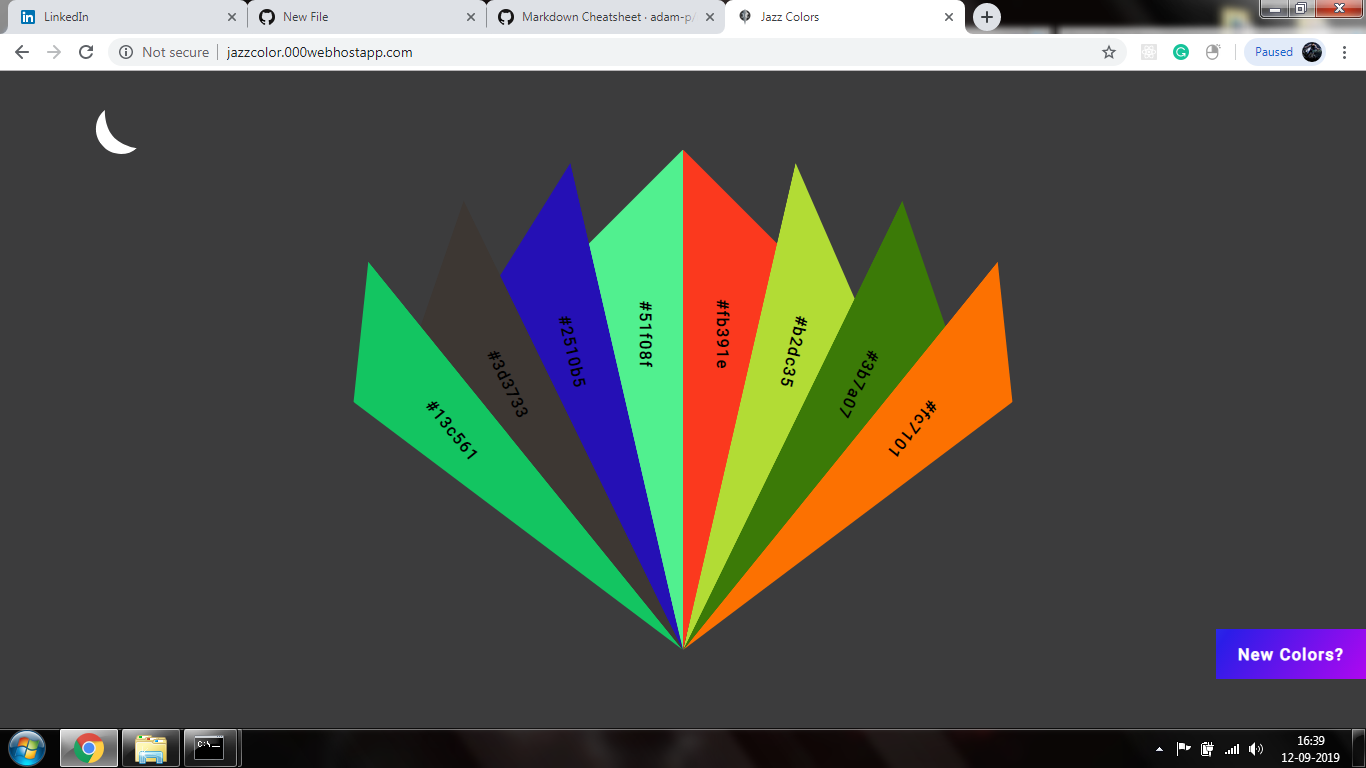 LinkedIn
New File
Markdown Cheatsheet · adam-p/
Jazz Colors
Not secure
jazzcolor.000webhostapp.com
Paused
#13c561
#3d3733
#2510b5
#51f08f
#fb391e
#b2dc35
#3b7a07
#fc7101
New Colors?
C:\_
16:39
12-09-2019